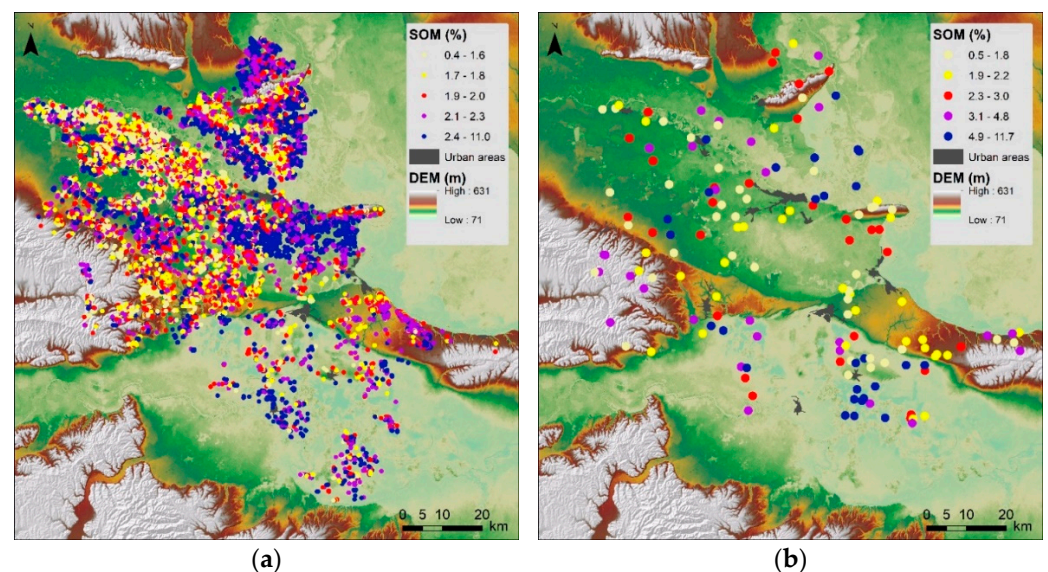 SOM (%)
0.4 - 1.6
1.7 - 1.8
1.9 - 2.0
2.1 - 2.3
2.4 - 11.0
Urban areas
DEM (m)
High : 631
Low : 71
0 5 10 20
km
(a)
SOM (%)
0.5 - 1.8
1.9 - 2.2
2.3 - 3.0
3.1 - 4.8
4.9 - 11.7
Urban areas
DEM (m)
High : 631
Low : 71
0 5 10 20
km
(b)